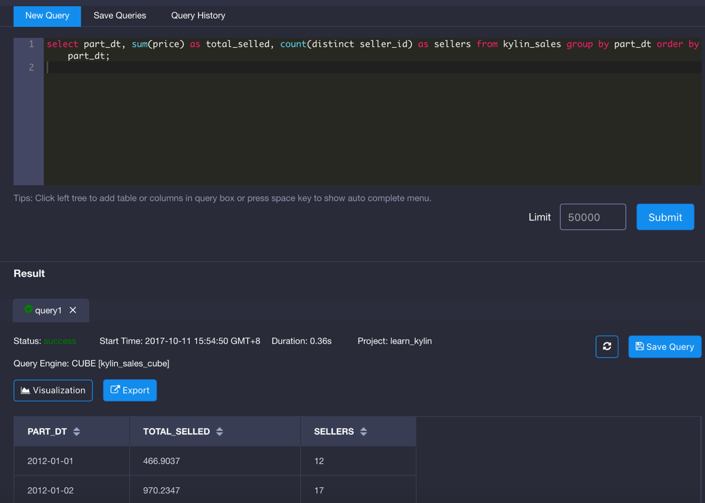 New Query Save Queries Query History
1 select part_dt, sum(price) as total_selled, count(distinct seller_id) as sellers from kylin_sales group by part_dt order by
part_dt;
2
Tips: Click left tree to add table or columns in query box or press space key to show auto complete menu.
Limit 50000 Submit
Result
query1 ✕
Status: success Start Time: 2017-10-11 15:54:50 GMT+8 Duration: 0.36s Project: learn_kylin
Save Query
Query Engine: CUBE [kylin_sales_cube]
Visualization Export
PART_DT TOTAL_SELLED SELLERS
2012-01-01 466.9037 12
2012-01-02 970.2347 17